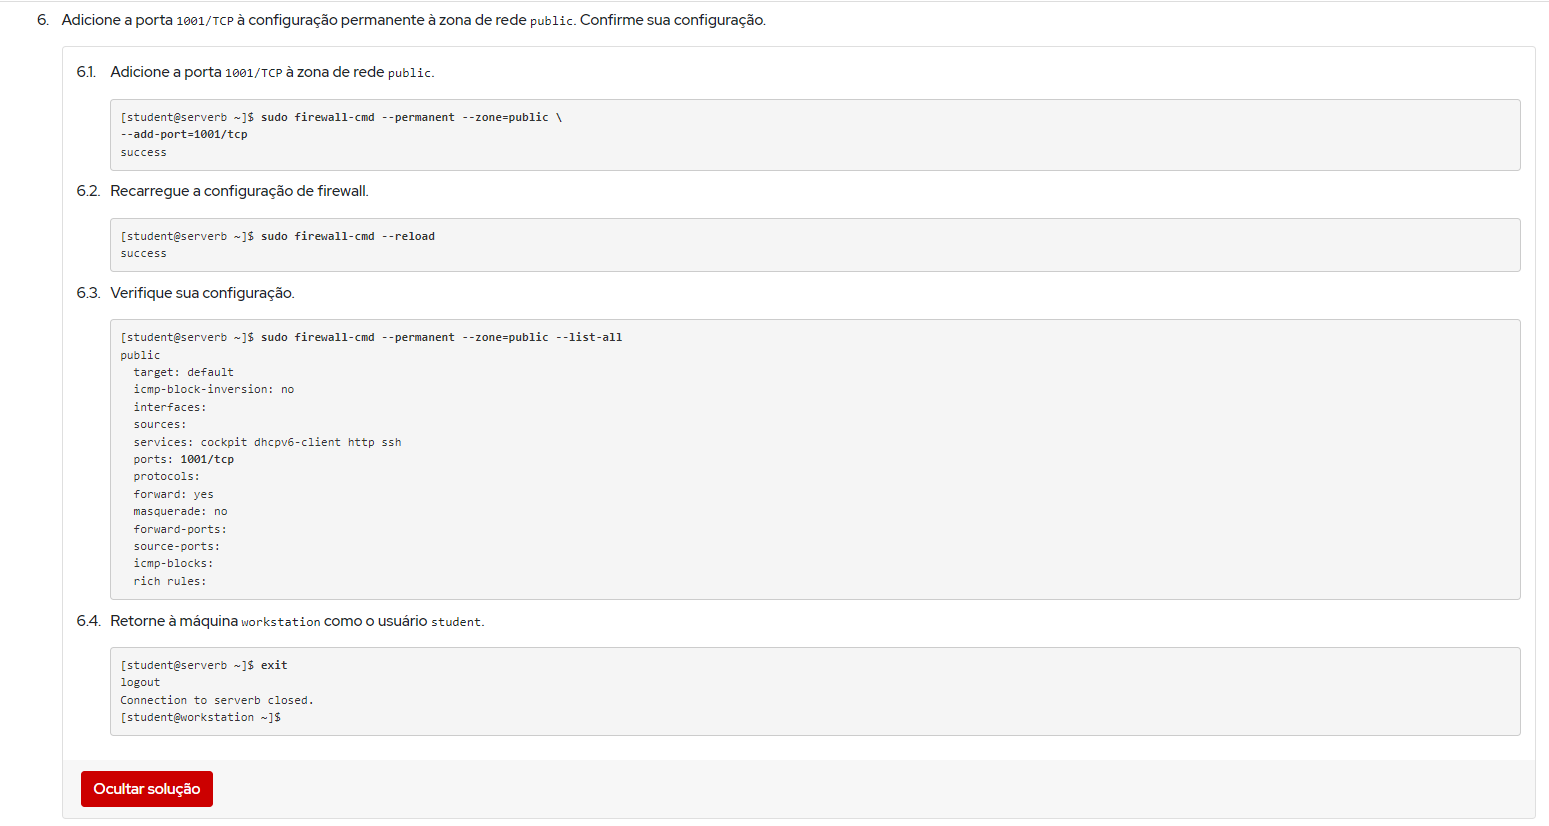 6. Adicione a porta 1001/TCP à configuração permanente à zona de rede public. Confirme sua configuração.
6.1. Adicione a porta 1001/TCP à zona de rede public.
[student@serverb ~]$ sudo firewall-cmd --permanent --zone=public \
--add-port=1001/tcp
success
6.2. Recarregue a configuração de firewall.
[student@serverb ~]$ sudo firewall-cmd --reload
success
6.3. Verifique sua configuração.
[student@serverb ~]$ sudo firewall-cmd --permanent --zone=public --list-all
public
  target: default
  icmp-block-inversion: no
  interfaces:
  sources:
  services: cockpit dhcpv6-client http ssh
  ports: 1001/tcp
  protocols:
  forward: yes
  masquerade: no
  forward-ports:
  source-ports:
  icmp-blocks:
  rich rules:
6.4. Retorne à máquina workstation como o usuário student.
[student@serverb ~]$ exit
logout
Connection to serverb closed.
[student@workstation ~]$
Ocultar solução